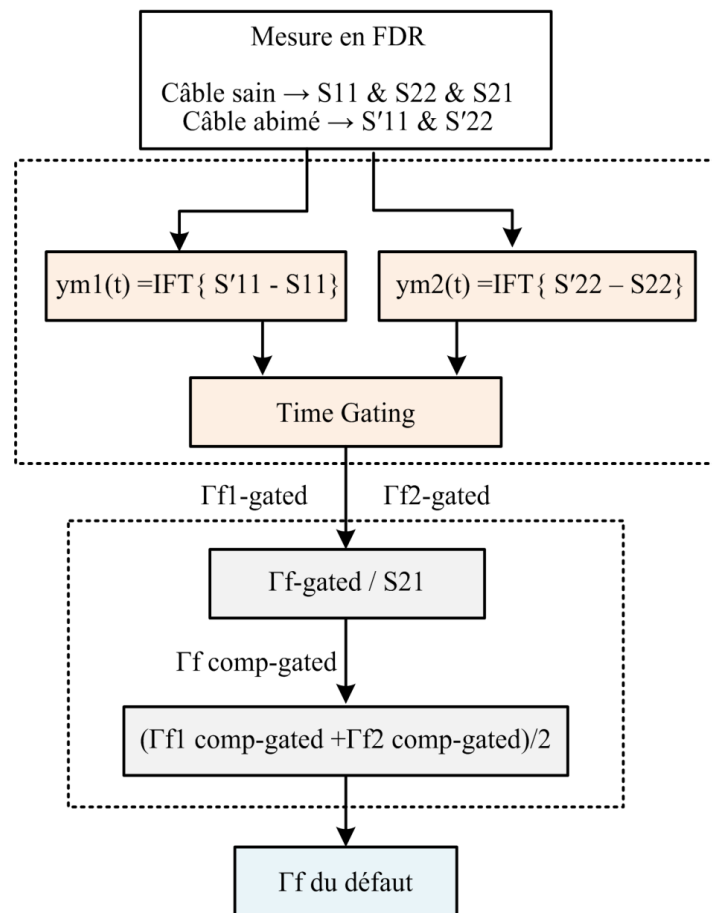 Mesure en FDR
Câble sain → S11 & S22 & S21
Câble abimé → S'11 & S'22
ym1(t) =IFT{ S'11 - S11}
ym2(t) =IFT{ S'22 – S22}
Time Gating
Γf1-gated
Γf2-gated
Γf-gated / S21
Γf comp-gated
(Γf1 comp-gated +Γf2 comp-gated)/2
Γf du défaut